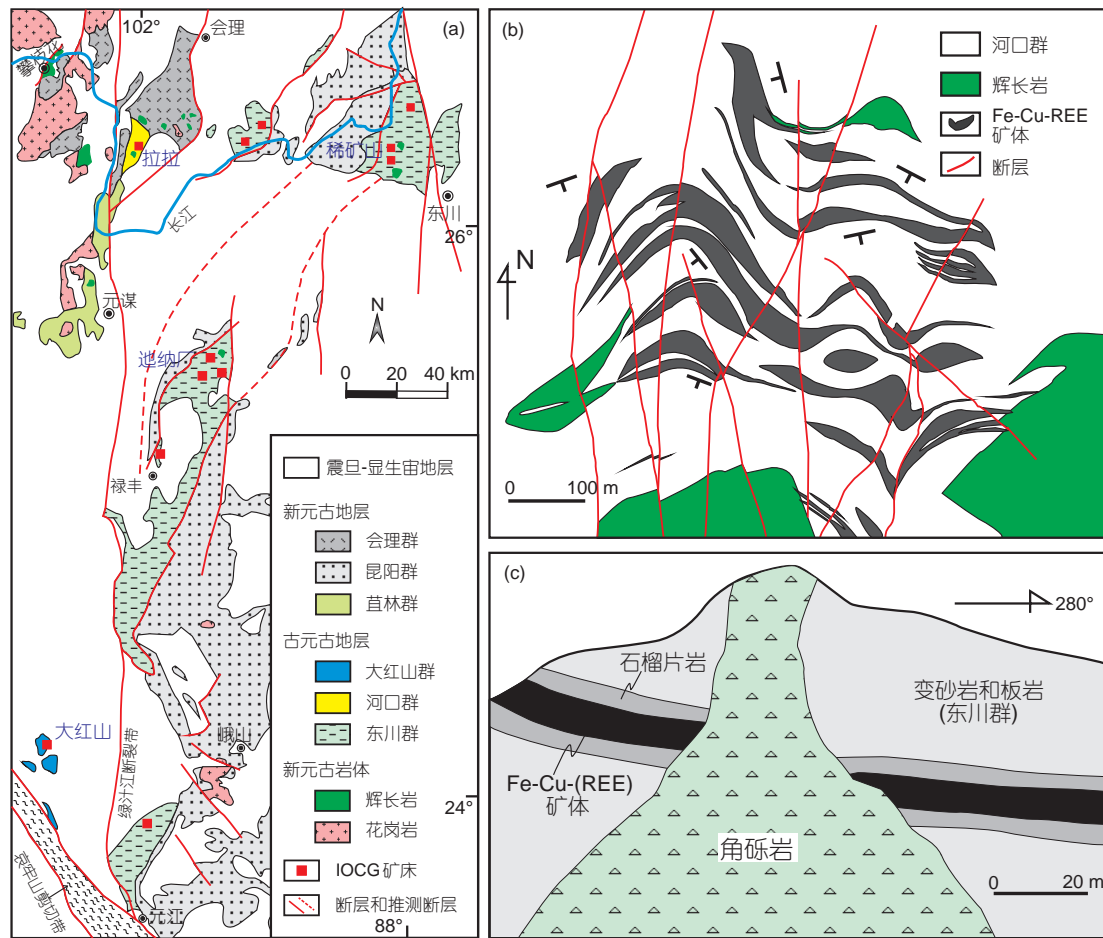 (a)
102°
会理
攀枝花
拉拉
稀矿山
长江
东川
26°
元谋
迤纳厂
N
0 20 40 km
禄丰
大红山
绿汁江断裂带
峨山
24°
哀牢山剪切带
元江
88°
震旦-显生宙地层
新元古地层
会理群
昆阳群
苴林群
古元古地层
大红山群
河口群
东川群
新元古岩体
辉长岩
花岗岩
IOCG 矿床
断层和推测断层
(b)
河口群
辉长岩
Fe-Cu-REE
矿体
断层
N
0 100 m
(c)
280°
石榴片岩
变砂岩和板岩
(东川群)
Fe-Cu-(REE)
矿体
角砾岩
0 20 m